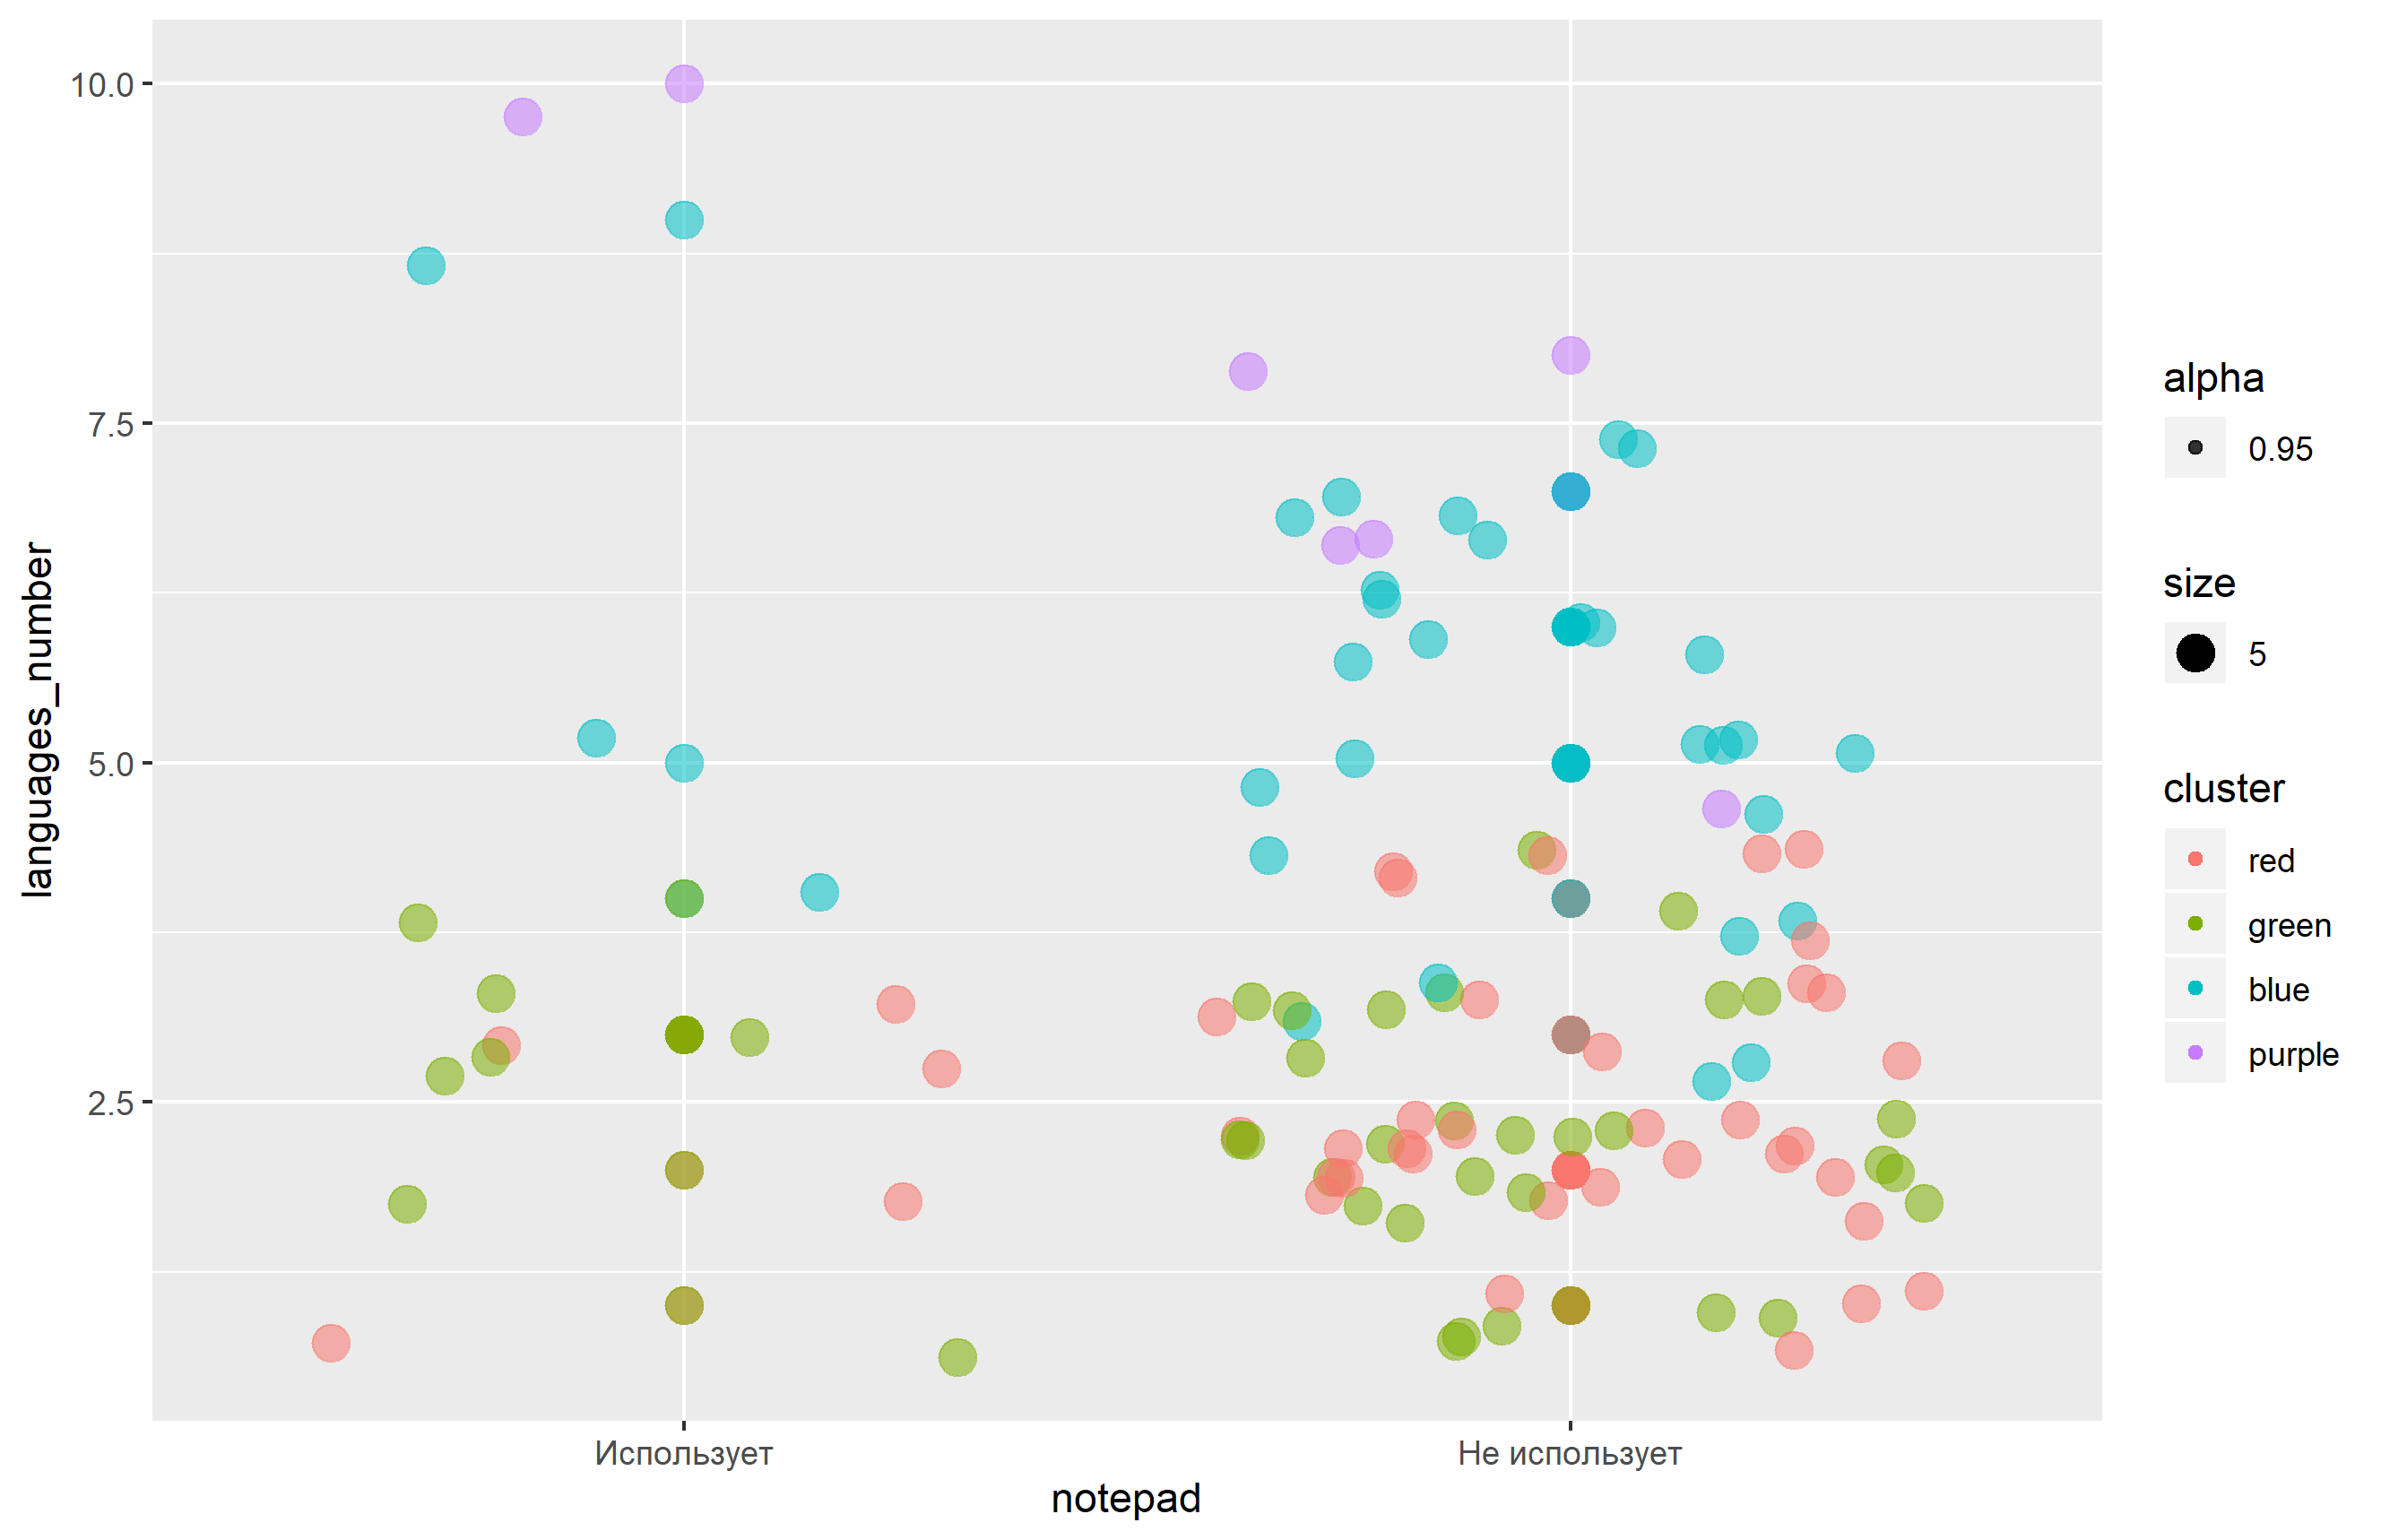 10.0
7.5
5.0
2.5
languages_number
Использует
Не использует
notepad
alpha
0.95
size
5
cluster
red
green
blue
purple